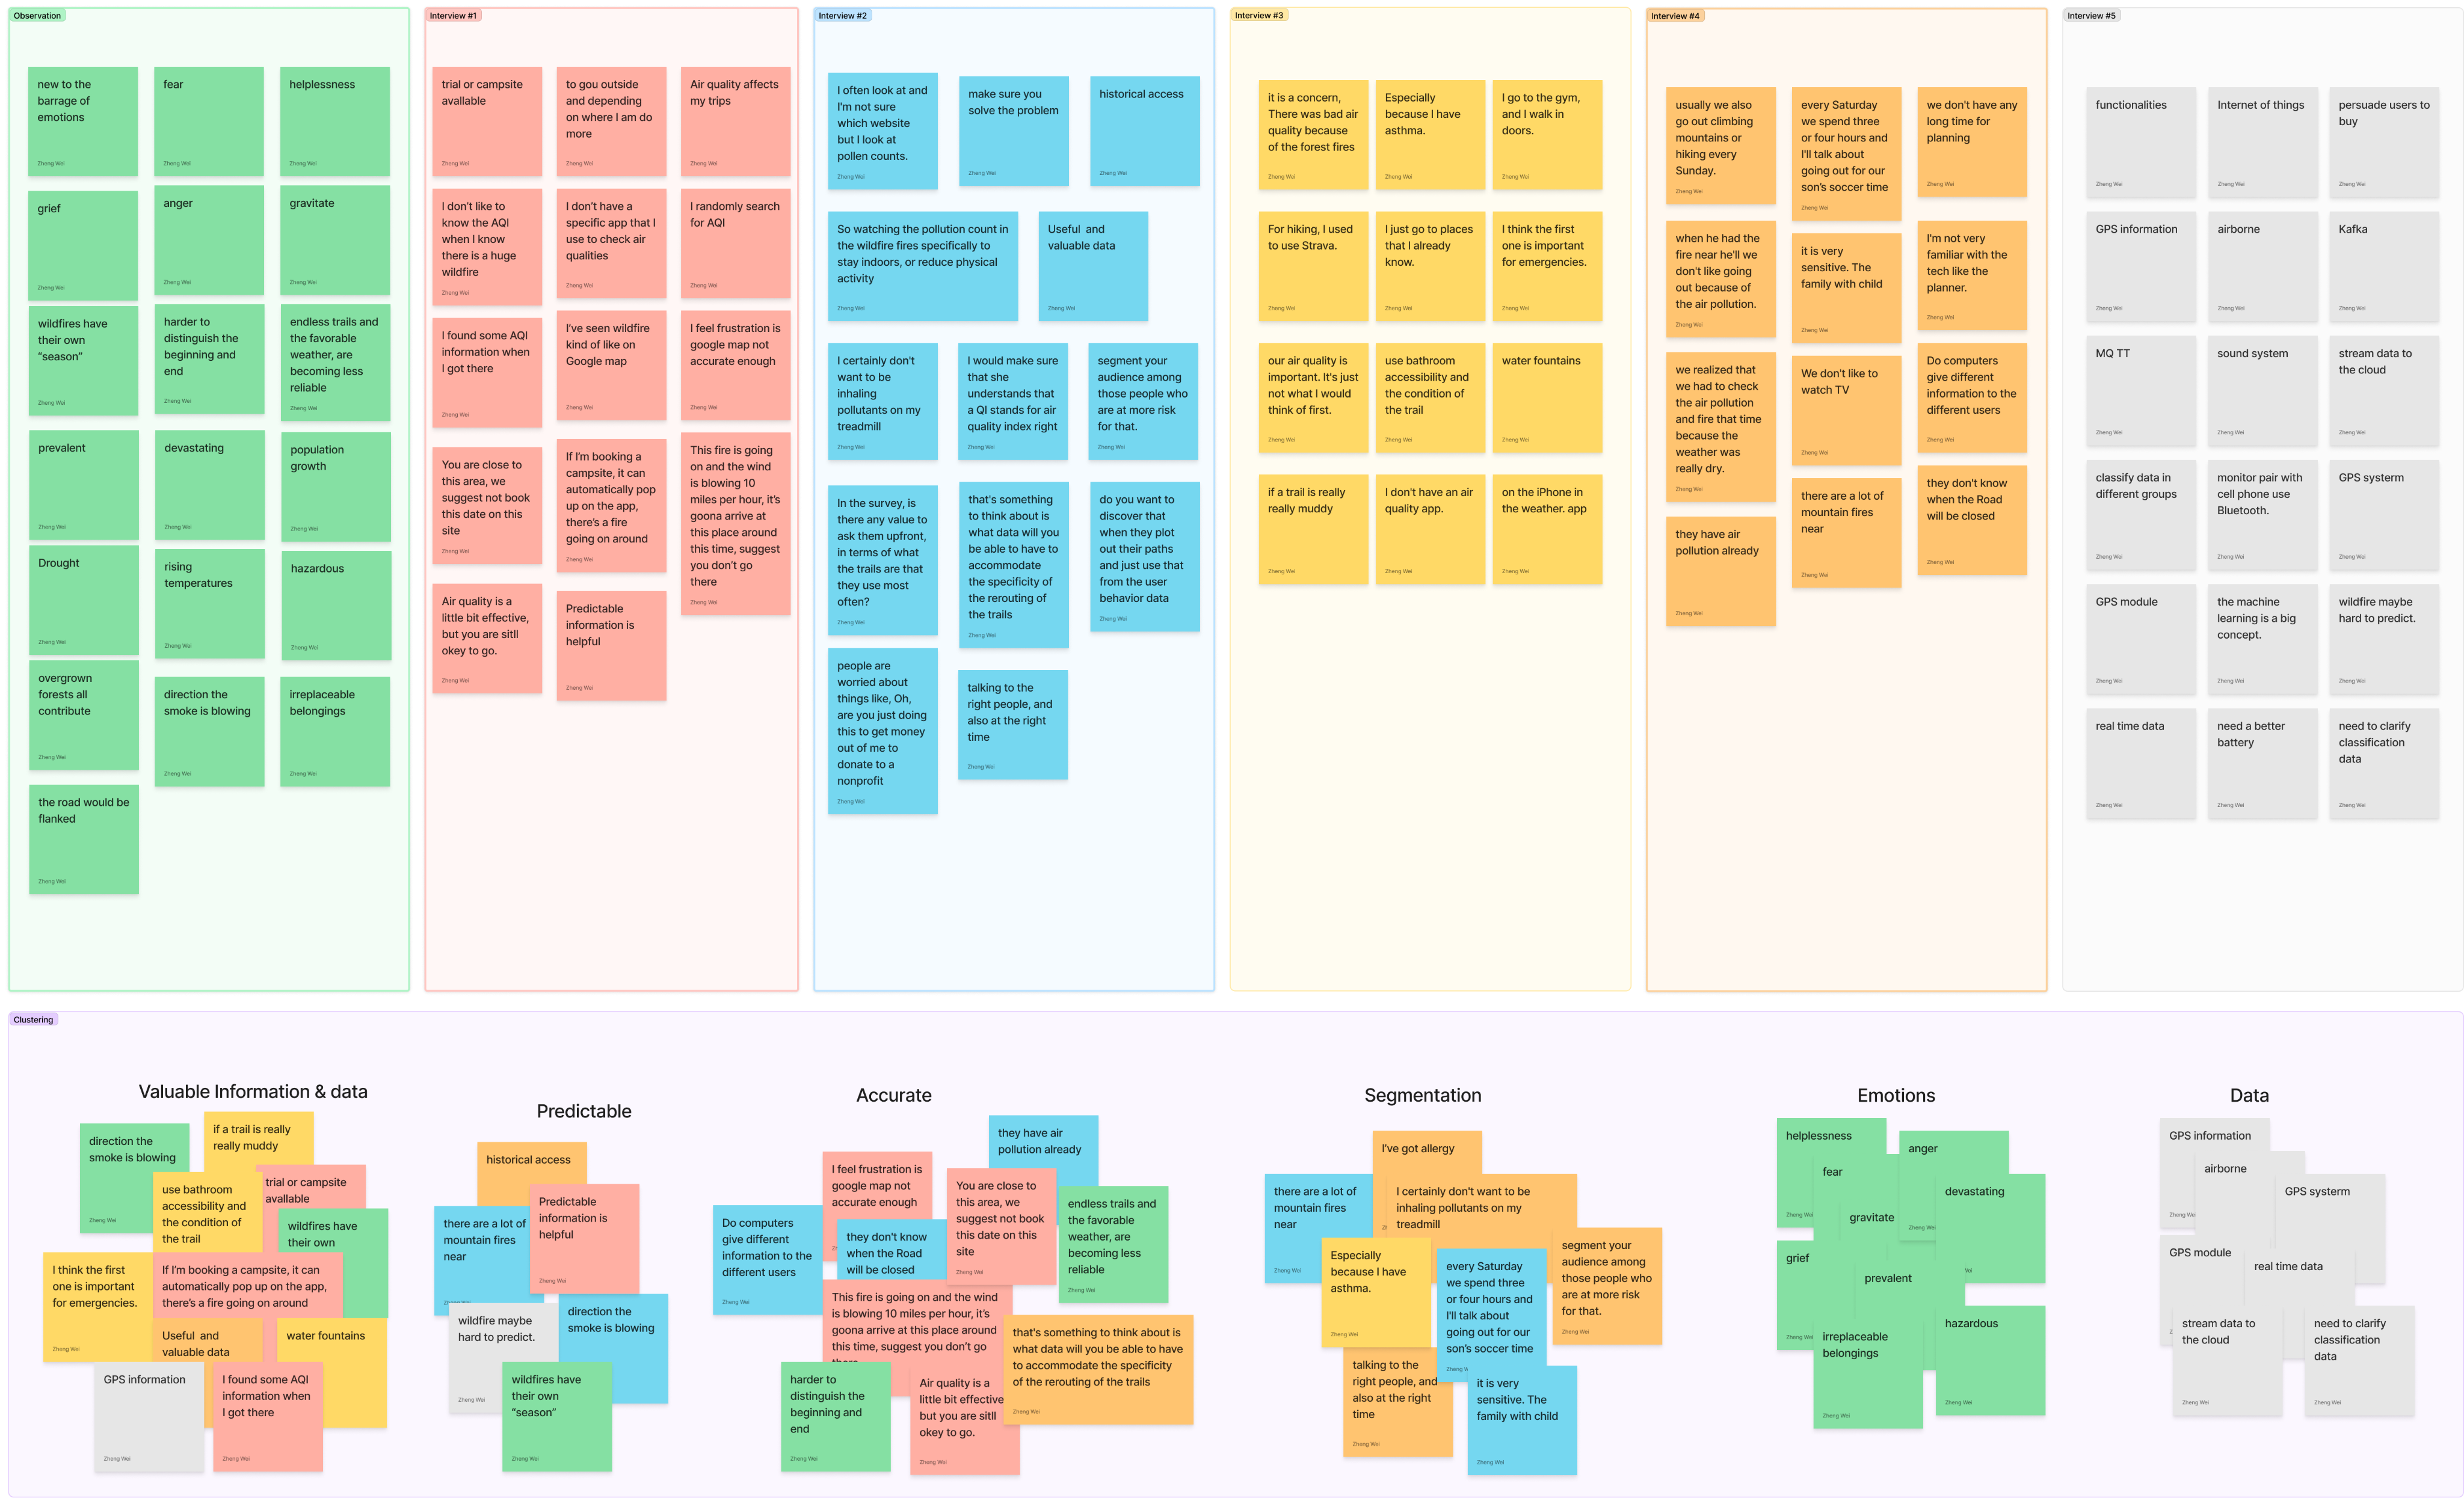 Observation
new to the
barrage of
emotions
Zheng Wei
fear
Zheng Wei
helplessness
Zheng Wei
grief
Zheng Wei
anger
Zheng Wei
gravitate
Zheng Wei
wildfires have
their own
“season”
Zheng Wei
harder to
distinguish the
beginning and
end
Zheng Wei
endless trails and
the favorable
weather, are
becoming less
reliable
Zheng Wei
prevalent
Zheng Wei
devastating
Zheng Wei
population
growth
Zheng Wei
Drought
Zheng Wei
rising
temperatures
Zheng Wei
hazardous
Zheng Wei
overgrown
forests all
contribute
Zheng Wei
direction the
smoke is blowing
Zheng Wei
irreplaceable
belongings
Zheng Wei
the road would be
flanked
Zheng Wei
Interview #1
trial or campsite
avallable
Zheng Wei
to gou outside
and depending
on where I am do
more
Zheng Wei
Air quality affects
my trips
Zheng Wei
I don’t like to
know the AQI
when I know
there is a huge
wildfire
Zheng Wei
I don’t have a
specific app that I
use to check air
qualities
Zheng Wei
I randomly search
for AQI
Zheng Wei
I found some AQI
information when
I got there
Zheng Wei
I’ve seen wildfire
kind of like on
Google map
Zheng Wei
I feel frustration is
google map not
accurate enough
Zheng Wei
You are close to
this area, we
suggest not book
this date on this
site
Zheng Wei
If I’m booking a
campsite, it can
automatically pop
up on the app,
there’s a fire
going on around
Zheng Wei
This fire is going
on and the wind
is blowing 10
miles per hour, it’s
goona arrive at
this place around
this time, suggest
you don’t go
there
Zheng Wei
Air quality is a
little bit effective,
but you are sitll
okey to go.
Zheng Wei
Predictable
information is
helpful
Zheng Wei
Interview #2
I often look at and
I'm not sure
which website
but I look at
pollen counts.
Zheng Wei
make sure you
solve the problem
Zheng Wei
historical access
Zheng Wei
So watching the pollution count in
the wildfire fires specifically to
stay indoors, or reduce physical
activity
Zheng Wei
Useful and
valuable data
Zheng Wei
I certainly don't
want to be
inhaling
pollutants on my
treadmill
Zheng Wei
I would make sure
that she
understands that
a QI stands for air
quality index right
Zheng Wei
segment your
audience among
those people who
are at more risk
for that.
Zheng Wei
In the survey, is
there any value to
ask them upfront,
in terms of what
the trails are that
they use most
often?
Zheng Wei
that's something
to think about is
what data will you
be able to have to
accommodate
the specificity of
the rerouting of
the trails
Zheng Wei
do you want to
discover that
when they plot
out their paths
and just use that
from the user
behavior data
Zheng Wei
people are
worried about
things like, Oh,
are you just doing
this to get money
out of me to
donate to a
nonprofit
Zheng Wei
talking to the
right people, and
also at the right
time
Zheng Wei
Interview #3
it is a concern,
There was bad air
quality because
of the forest fires
Zheng Wei
Especially
because I have
asthma.
Zheng Wei
I go to the gym,
and I walk in
doors.
Zheng Wei
For hiking, I used
to use Strava.
Zheng Wei
I just go to places
that I already
know.
Zheng Wei
I think the first
one is important
for emergencies.
Zheng Wei
our air quality is
important. It's just
not what I would
think of first.
Zheng Wei
use bathroom
accessibility and
the condition of
the trail
Zheng Wei
water fountains
Zheng Wei
if a trail is really
really muddy
Zheng Wei
I don't have an air
quality app.
Zheng Wei
on the iPhone in
the weather. app
Zheng Wei
Interview #4
usually we also
go out climbing
mountains or
hiking every
Sunday.
Zheng Wei
every Saturday
we spend three
or four hours and
I'll talk about
going out for our
son’s soccer time
Zheng Wei
we don't have any
long time for
planning
Zheng Wei
when he had the
fire near he'll we
don't like going
out because of
the air pollution.
Zheng Wei
it is very
sensitive. The
family with child
Zheng Wei
I'm not very
familiar with the
tech like the
planner.
Zheng Wei
we realized that
we had to check
the air pollution
and fire that time
because the
weather was
really dry.
Zheng Wei
We don't like to
watch TV
Zheng Wei
Do computers
give different
information to the
different users
Zheng Wei
they have air
pollution already
Zheng Wei
there are a lot of
mountain fires
near
Zheng Wei
they don't know
when the Road
will be closed
Zheng Wei
Interview #5
functionalities
Zheng Wei
Internet of things
Zheng Wei
persuade users to
buy
Zheng Wei
GPS information
Zheng Wei
airborne
Zheng Wei
Kafka
Zheng Wei
MQ TT
Zheng Wei
sound system
Zheng Wei
stream data to
the cloud
Zheng Wei
classify data in
different groups
Zheng Wei
monitor pair with
cell phone use
Bluetooth.
Zheng Wei
GPS systerm
Zheng Wei
GPS module
Zheng Wei
the machine
learning is a big
concept.
Zheng Wei
wildfire maybe
hard to predict.
Zheng Wei
real time data
Zheng Wei
need a better
battery
Zheng Wei
need to clarify
classification
data
Zheng Wei
Clustering
Valuable Information & data
direction the
smoke is blowing
Zheng Wei
if a trail is really
really muddy
use bathroom
accessibility and
the condition of
the trail
trial or campsite
avallable
wildfires have
their own
I think the first
one is important
for emergencies.
Zheng Wei
If I’m booking a campsite, it can
automatically pop up on the app,
there’s a fire going on around
Useful and
valuable data
water fountains
GPS information
Zheng Wei
I found some AQI
information when
I got there
Zheng Wei
Predictable
historical access
there are a lot of
mountain fires
near
Predictable
information is
helpful
Zheng Wei
wildfire maybe
hard to predict.
Zheng Wei
direction the
smoke is blowing
wildfires have
their own
“season”
Zheng Wei
Accurate
they have air
pollution already
I feel frustration is
google map not
accurate enough
You are close to
this area, we
suggest not book
this date on this
site
Zheng Wei
endless trails and
the favorable
weather, are
becoming less
reliable
Zheng Wei
Do computers
give different
information to the
different users
Zheng Wei
they don't know
when the Road
will be closed
This fire is going on and the wind
is blowing 10 miles per hour, it’s
goona arrive at this place around
this time, suggest you don’t go
that's something to think about is
what data will you be able to have
to accommodate the specificity
of the rerouting of the trails
Zheng Wei
harder to
distinguish the
beginning and
end
Zheng Wei
Air quality is a
little bit effective
but you are sitll
okey to go.
Zheng Wei
Segmentation
I’ve got allergy
there are a lot of
mountain fires
near
Zheng Wei
I certainly don't want to be
inhaling pollutants on my
treadmill
Especially
because I have
asthma.
Zheng Wei
every Saturday
we spend three
or four hours and
I'll talk about
going out for our
son’s soccer time
segment your
audience among
those people who
are at more risk
for that.
Zheng Wei
talking to the
right people, and
also at the right
time
Zheng Wei
it is very
sensitive. The
family with child
Zheng Wei
Emotions
helplessness
Zheng Wei
fear
anger
gravitate
devastating
grief
Zheng Wei
prevalent
irreplaceable
belongings
Zheng Wei
hazardous
Zheng Wei
Data
GPS information
airborne
GPS systerm
GPS module
real time data
stream data to
the cloud
Zheng Wei
need to clarify
classification
data
Zheng Wei